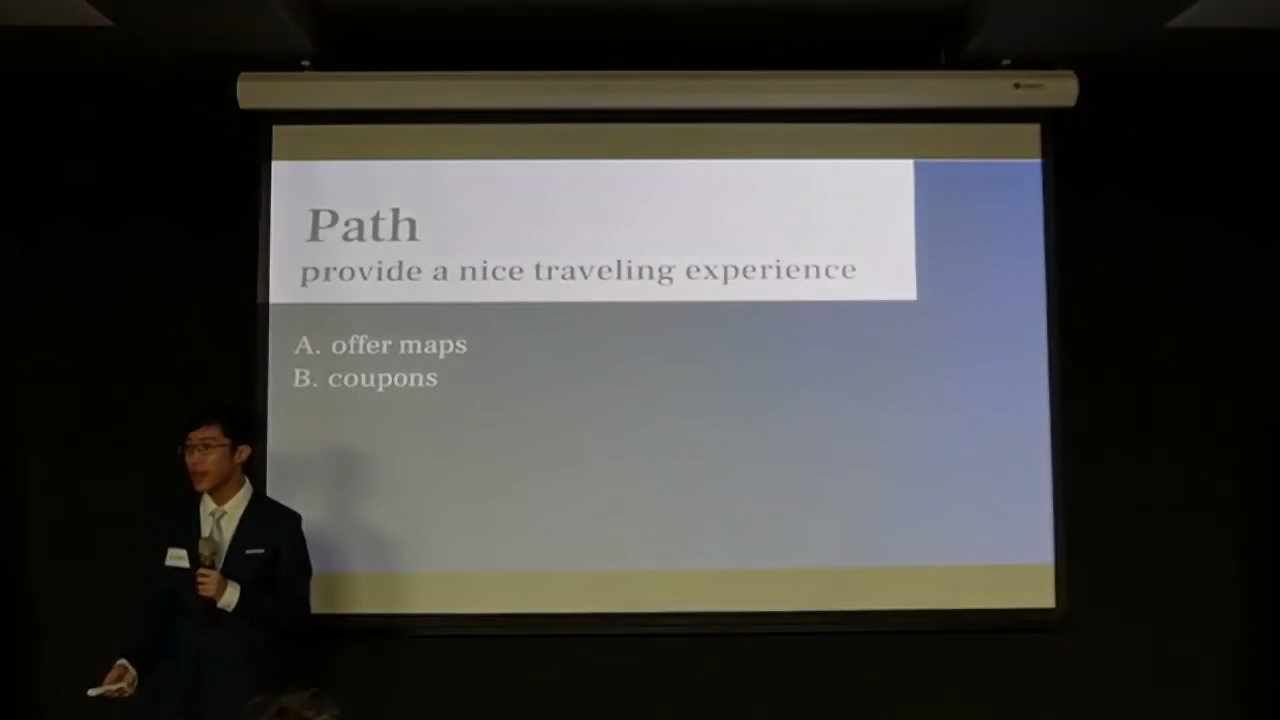 Path
provide a nice traveling experience
A. offer maps
B. coupons